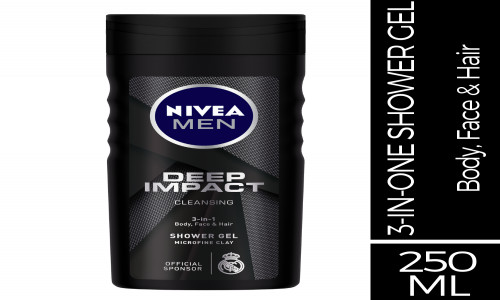 NIVEA
MEN
DEEP
IMPACT
CLEANSING
3-in-1
Body, Face & Hair
SHOWER GEL
MICROFINE CLAY
OFFICIAL
SPONSOR
3-IN-ONE SHOWER GEL
Body, Face & Hair
250
ML